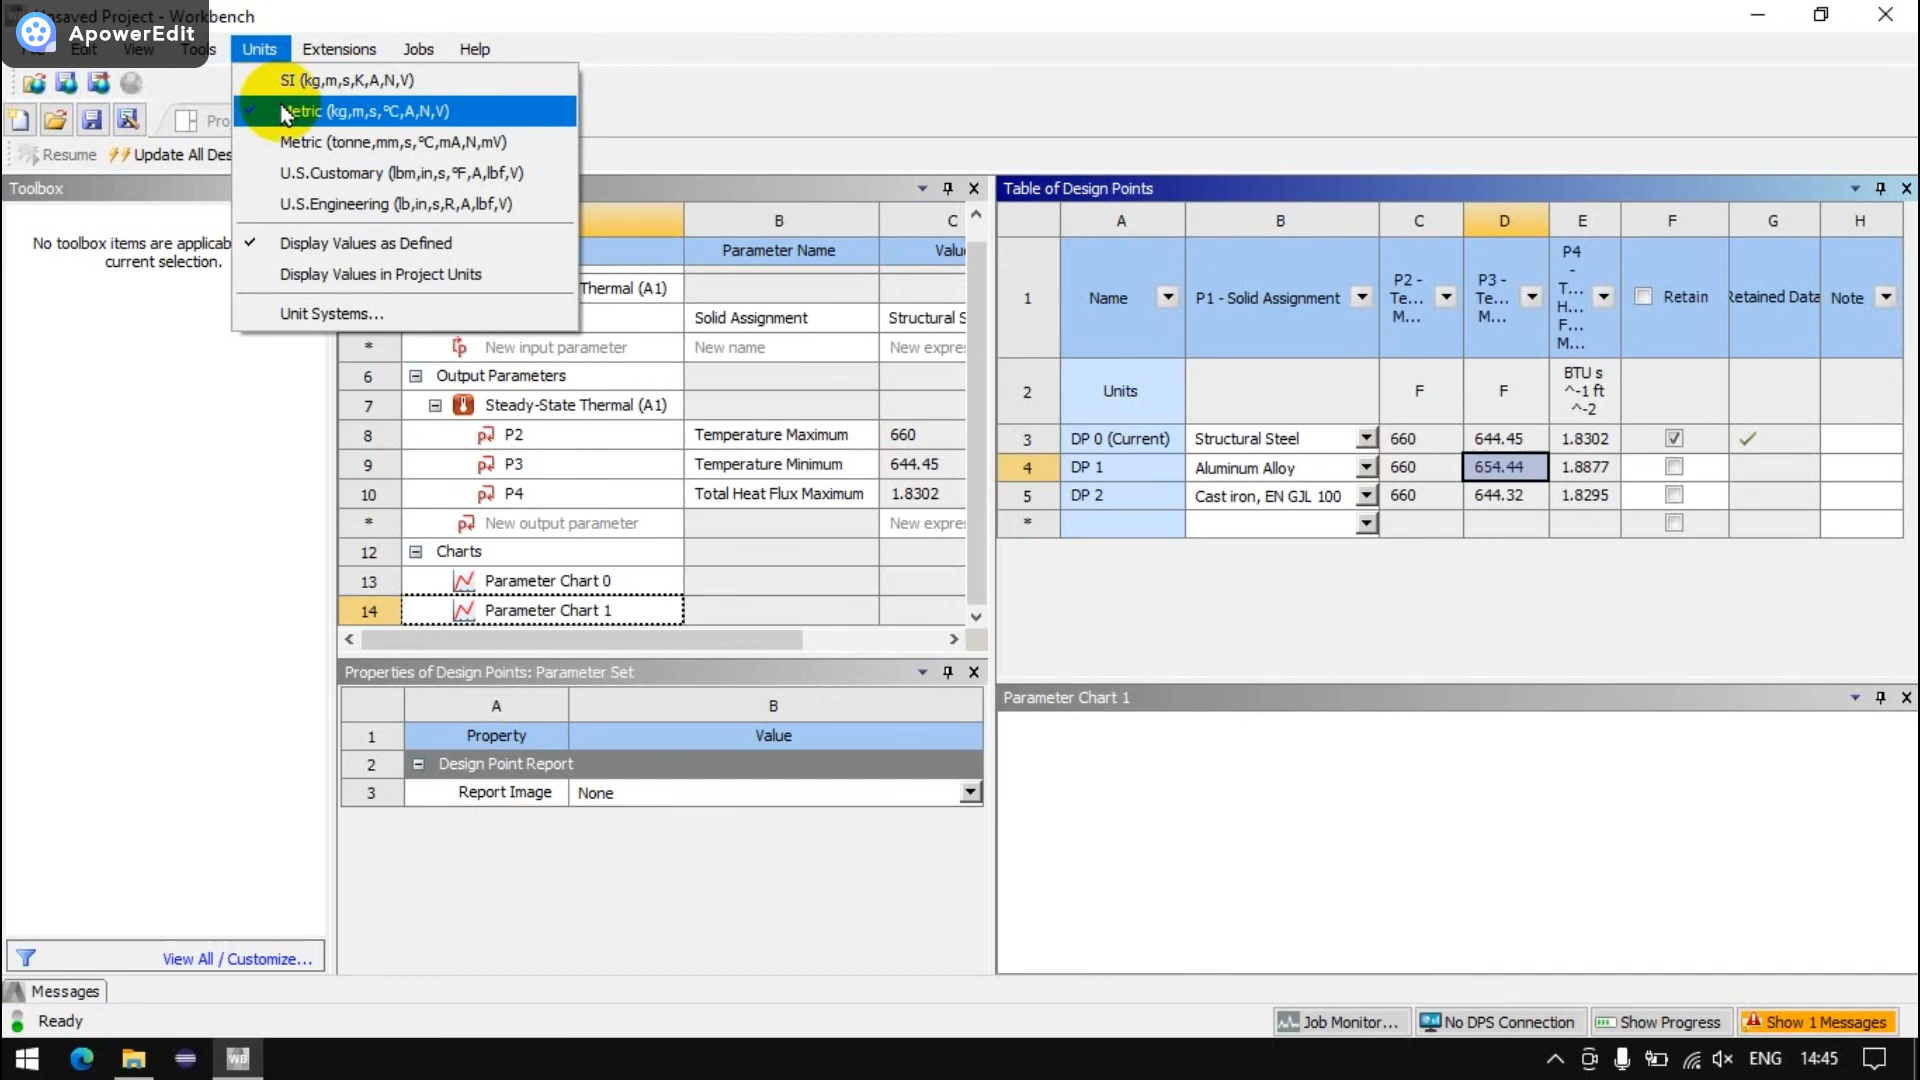 Unsaved Project - Workbench
ApowerEdit
Edit View Tools Units Extensions Jobs Help
SI (kg,m,s,K,A,N,V)
Metric (kg,m,s,°C,A,N,V)
Metric (tonne,mm,s,°C,mA,N,mV)
U.S.Customary (lbm,in,s,°F,A,lbf,V)
U.S.Engineering (lb,in,s,R,A,lbf,V)
Display Values as Defined
Display Values in Project Units
Unit Systems...
Resume Update All Des
Toolbox
No toolbox items are applicab
current selection.
View All / Customize...
B C
Parameter Name Valu
Thermal (A1)
Solid Assignment Structural S
* New input parameter New name New expre
6 Output Parameters
7 Steady-State Thermal (A1)
8 P2 Temperature Maximum 660
9 P3 Temperature Minimum 644.45
10 P4 Total Heat Flux Maximum 1.8302
* New output parameter New expre
12 Charts
13 Parameter Chart 0
14 Parameter Chart 1
Properties of Design Points: Parameter Set
A B
1 Property Value
2 Design Point Report
3 Report Image None
Table of Design Points
A B C D E F G H
1 Name P1 - Solid Assignment P2 - Te... M... P3 - Te... M... P4 - T... H... F... M... Retain Retained Data Note
2 Units F F BTU s ^-1 ft ^-2
3 DP 0 (Current) Structural Steel 660 644.45 1.8302
4 DP 1 Aluminum Alloy 660 654.44 1.8877
5 DP 2 Cast iron, EN GJL 100 660 644.32 1.8295
*
Parameter Chart 1
Messages
Ready
Job Monitor... No DPS Connection Show Progress Show 1 Messages
WB ENG 14:45